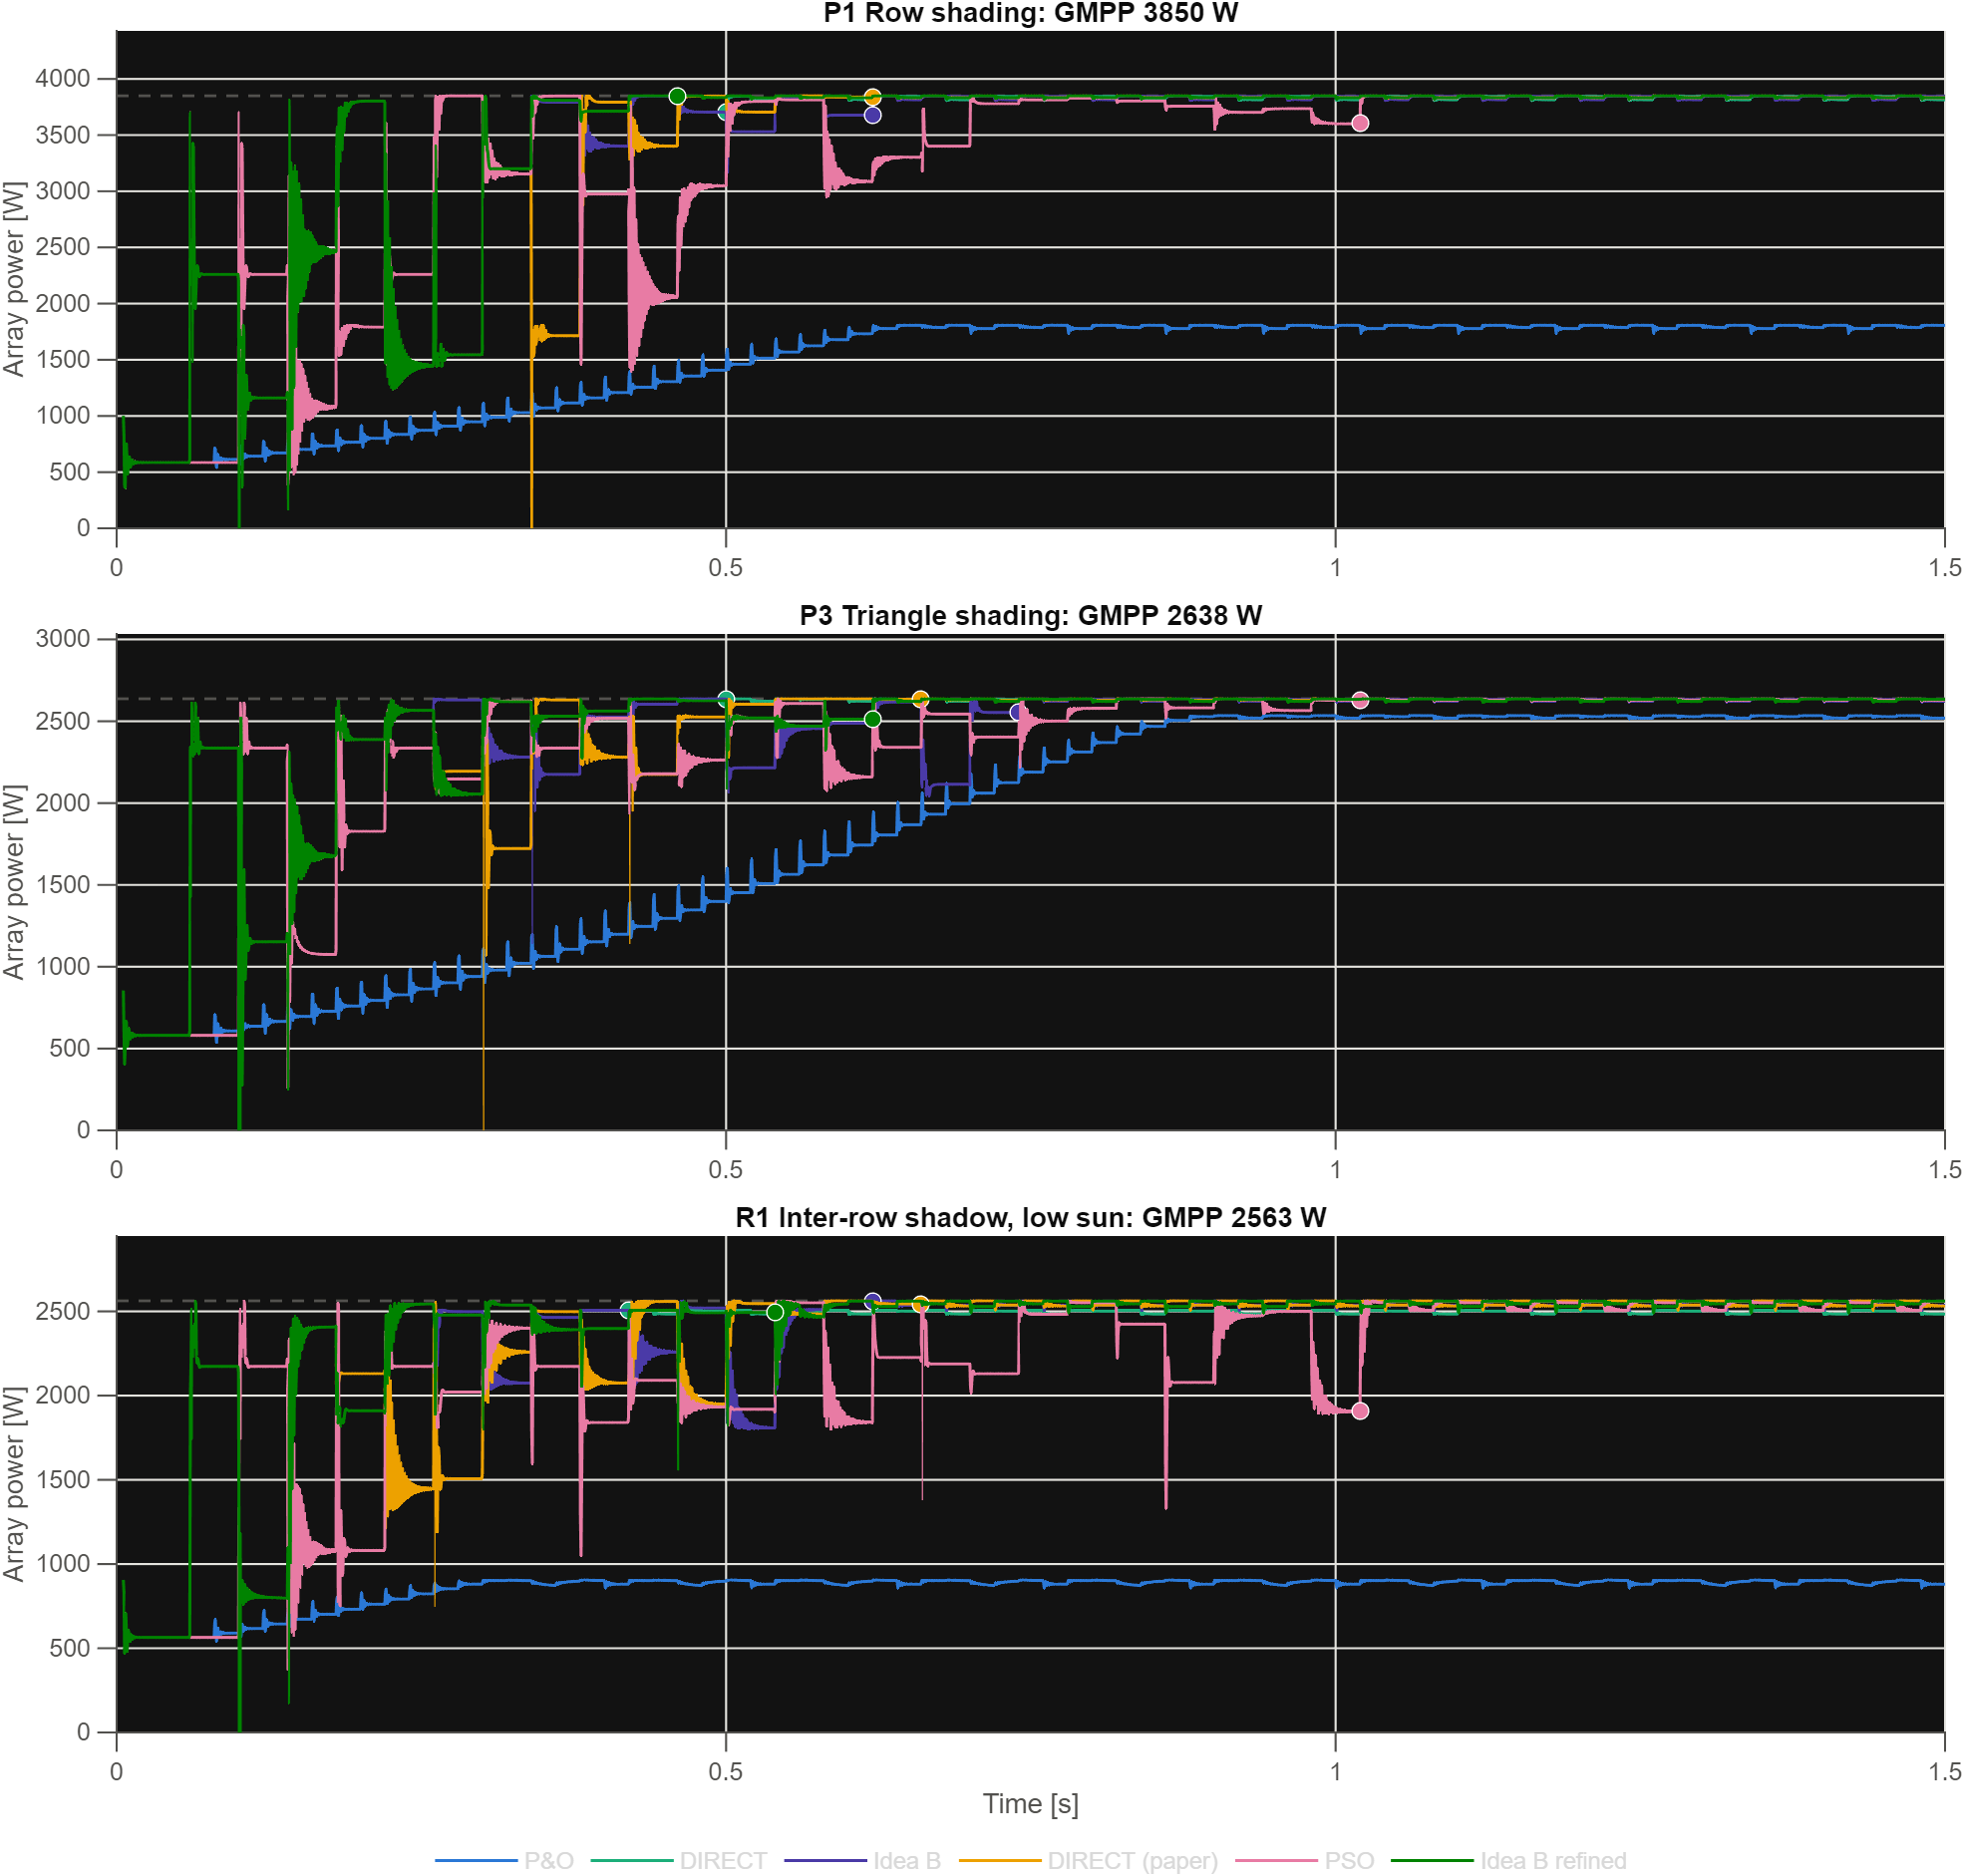 P1 Row shading: GMPP 3850 W
Array power [W]
4000
3500
3000
2500
2000
1500
1000
500
0
0 0.5 1 1.5
P3 Triangle shading: GMPP 2638 W
Array power [W]
3000
2500
2000
1500
1000
500
0
0 0.5 1 1.5
R1 Inter-row shadow, low sun: GMPP 2563 W
Array power [W]
2500
2000
1500
1000
500
0
0 0.5 1 1.5
Time [s]
P&O DIRECT Idea B DIRECT (paper) PSO Idea B refined